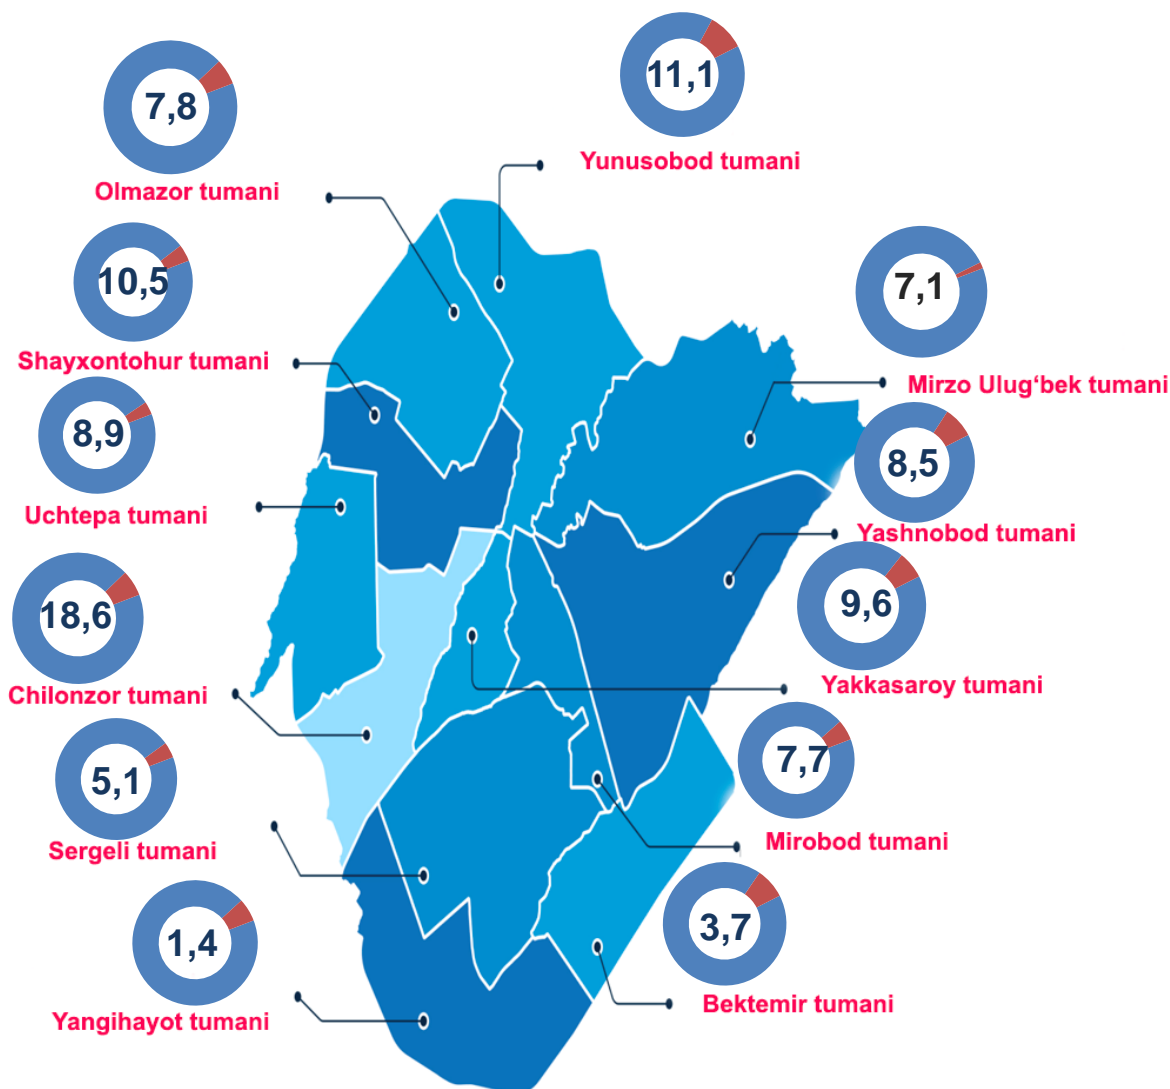 11,1
Yunusobod tumani
7,8
Olmazor tumani
10,5
Shayxontohur tumani
7,1
Mirzo Ulug‘bek tumani
8,9
Uchtepa tumani
8,5
Yashnobod tumani
18,6
Chilonzor tumani
9,6
Yakkasaroy tumani
5,1
Sergeli tumani
7,7
Mirobod tumani
1,4
Yangihayot tumani
3,7
Bektemir tumani